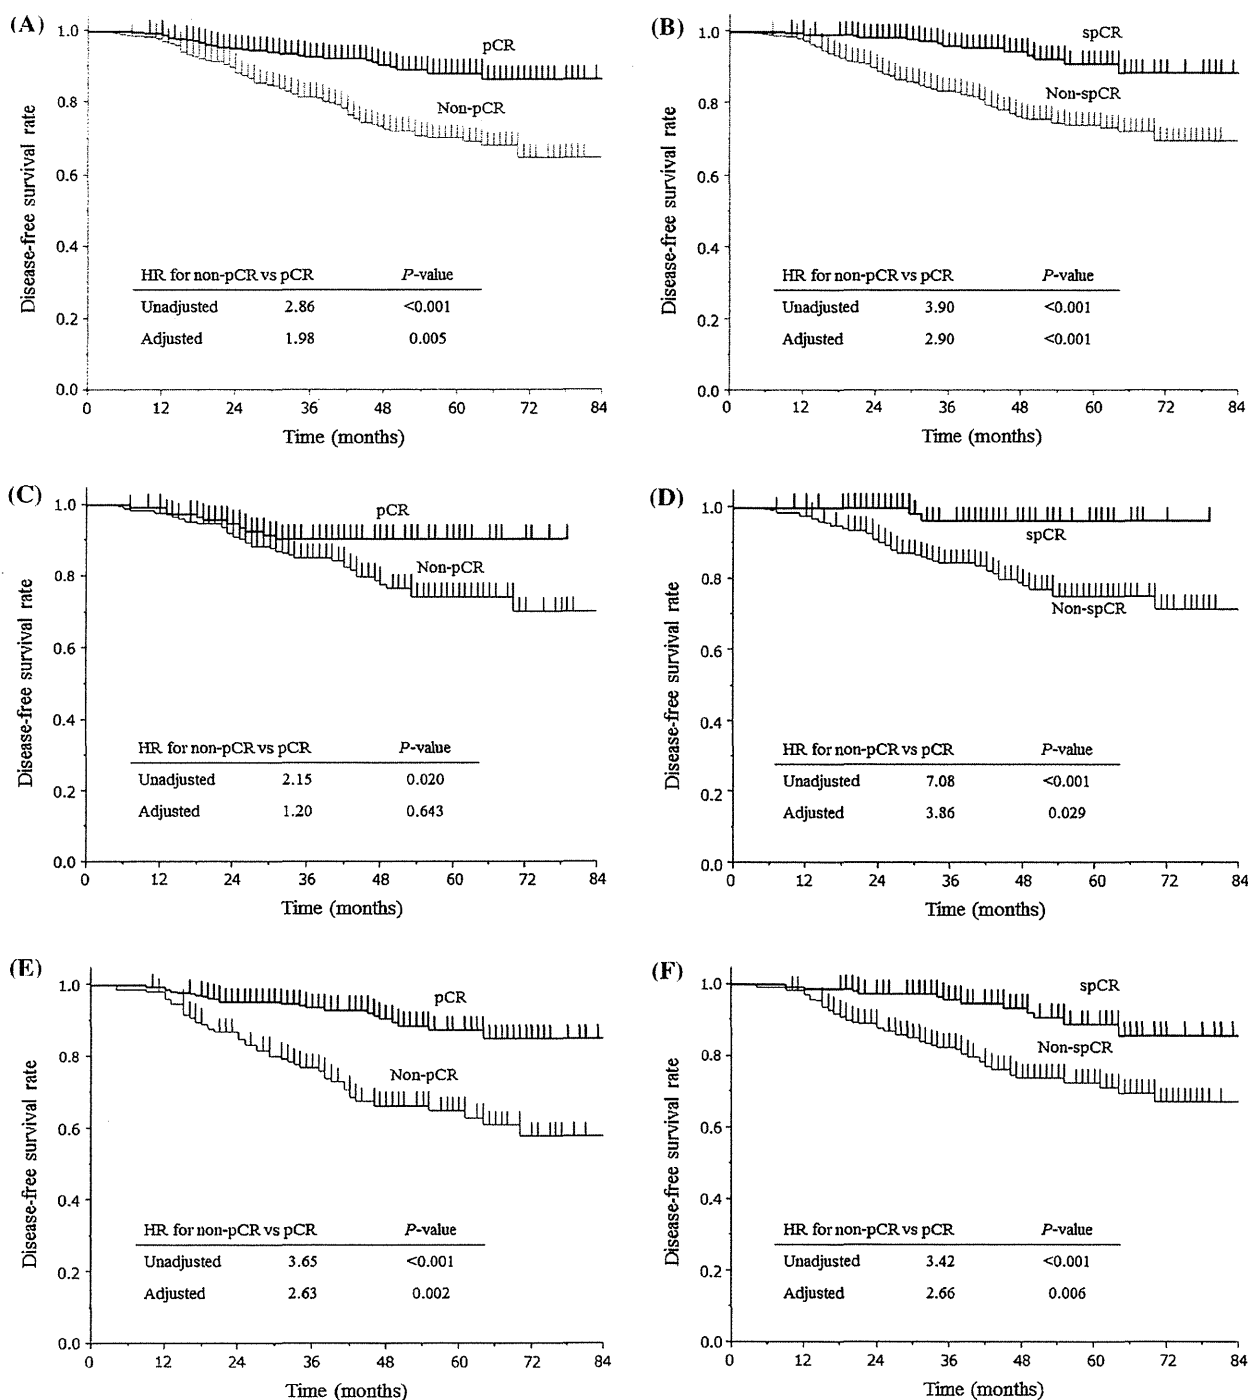 (A)
1.0
0.8
0.6
0.4
0.2
0.0
Disease-free survival rate
pCR
Non-pCR
HR for non-pCR vs pCR P-value
Unadjusted 2.86 <0.001
Adjusted 1.98 0.005
0 12 24 36 48 60 72 84
Time (months)
(B)
1.0
0.8
0.6
0.4
0.2
0.0
Disease-free survival rate
spCR
Non-spCR
HR for non-pCR vs pCR P-value
Unadjusted 3.90 <0.001
Adjusted 2.90 <0.001
0 12 24 36 48 60 72 84
Time (months)
(C)
1.0
0.8
0.6
0.4
0.2
0.0
Disease-free survival rate
pCR
Non-pCR
HR for non-pCR vs pCR P-value
Unadjusted 2.15 0.020
Adjusted 1.20 0.643
0 12 24 36 48 60 72 84
Time (months)
(D)
1.0
0.8
0.6
0.4
0.2
0.0
Disease-free survival rate
spCR
Non-spCR
HR for non-pCR vs pCR P-value
Unadjusted 7.08 <0.001
Adjusted 3.86 0.029
0 12 24 36 48 60 72 84
Time (months)
(E)
1.0
0.8
0.6
0.4
0.2
0.0
Disease-free survival rate
pCR
Non-pCR
HR for non-pCR vs pCR P-value
Unadjusted 3.65 <0.001
Adjusted 2.63 0.002
0 12 24 36 48 60 72 84
Time (months)
(F)
1.0
0.8
0.6
0.4
0.2
0.0
Disease-free survival rate
spCR
Non-spCR
HR for non-pCR vs pCR P-value
Unadjusted 3.42 <0.001
Adjusted 2.66 0.006
0 12 24 36 48 60 72 84
Time (months)